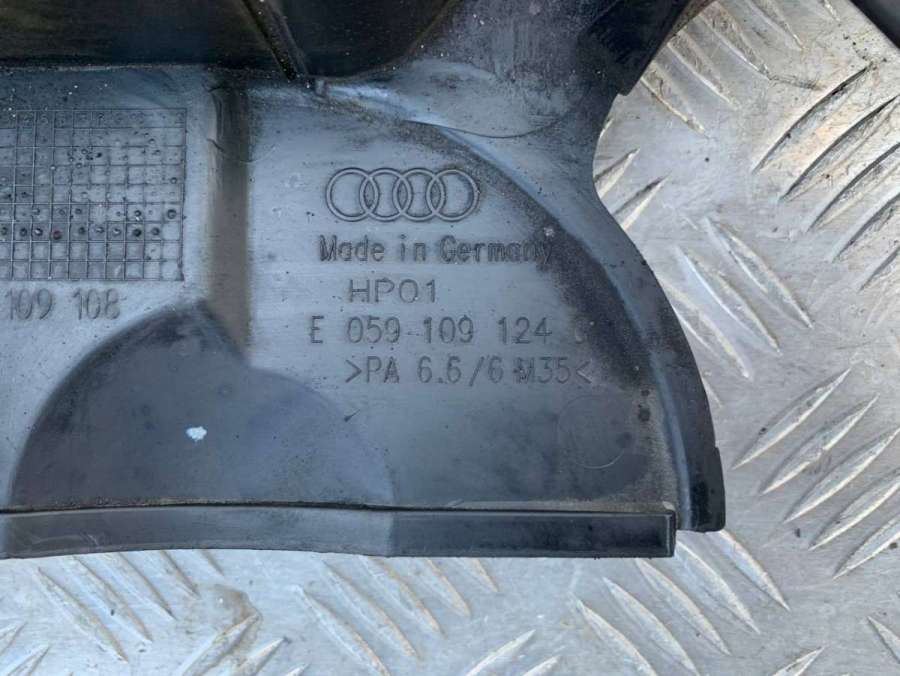 Made in Germany
HP01
109 108
E 059 109 124
>PA 6.6/6 M35<